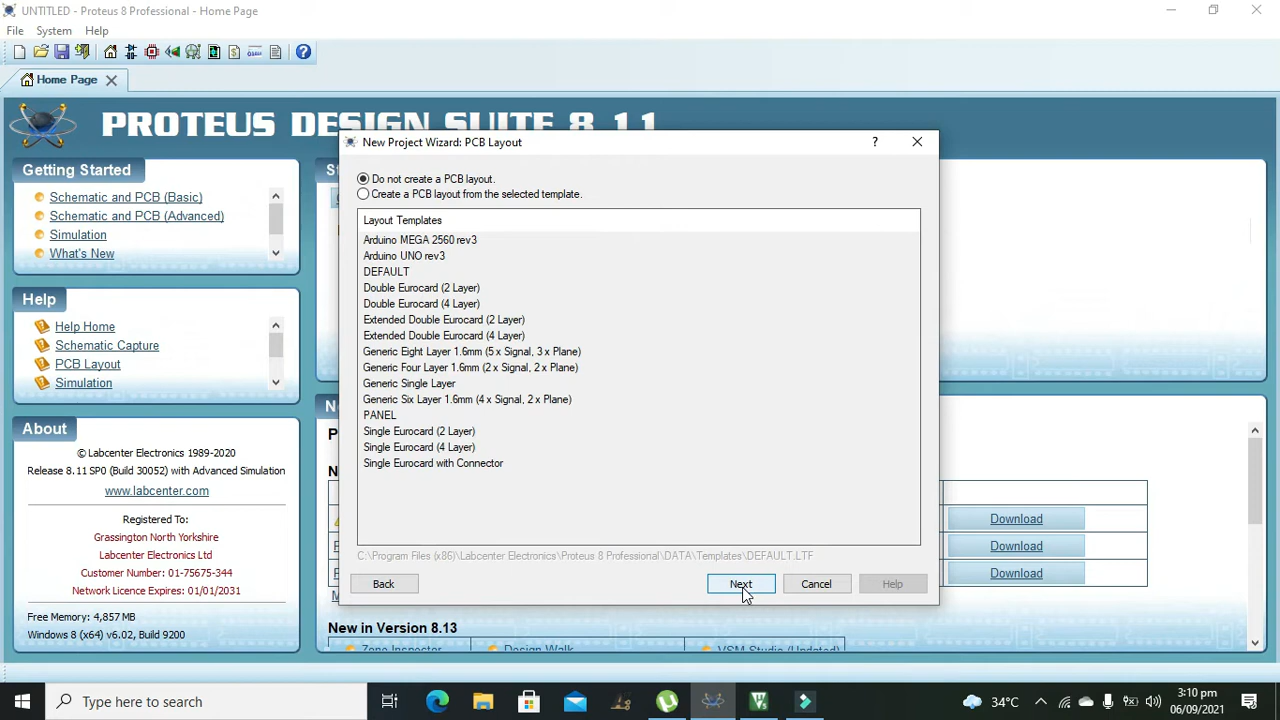 UNTITLED - Proteus 8 Professional - Home Page
File System Help
Home Page
PROTEUS DESIGN SUITE 8.11
Getting Started
Schematic and PCB (Basic)
Schematic and PCB (Advanced)
Simulation
What's New
Help
Help Home
Schematic Capture
PCB Layout
Simulation
About
© Labcenter Electronics 1989-2020
Release 8.11 SP0 (Build 30052) with Advanced Simulation
www.labcenter.com
Registered To:
Grassington North Yorkshire
Labcenter Electronics Ltd
Customer Number: 01-75675-344
Network Licence Expires: 01/01/2031
Free Memory: 4,857 MB
Windows 8 (x64) v6.02, Build 9200
New Project Wizard: PCB Layout
?
Do not create a PCB layout.
Create a PCB layout from the selected template.
Layout Templates
Arduino MEGA 2560 rev3
Arduino UNO rev3
DEFAULT
Double Eurocard (2 Layer)
Double Eurocard (4 Layer)
Extended Double Eurocard (2 Layer)
Extended Double Eurocard (4 Layer)
Generic Eight Layer 1.6mm (5 x Signal, 3 x Plane)
Generic Four Layer 1.6mm (2 x Signal, 2 x Plane)
Generic Single Layer
Generic Six Layer 1.6mm (4 x Signal, 2 x Plane)
PANEL
Single Eurocard (2 Layer)
Single Eurocard (4 Layer)
Single Eurocard with Connector
C:\Program Files (x86)\Labcenter Electronics\Proteus 8 Professional\DATA\Templates\DEFAULT.LTF
Back Next Cancel Help
Download
Download
Download
New in Version 8.13
Zone Inspector Design Walk VSM Studio (Updated)
Type here to search
34°C
3:10 pm
06/09/2021